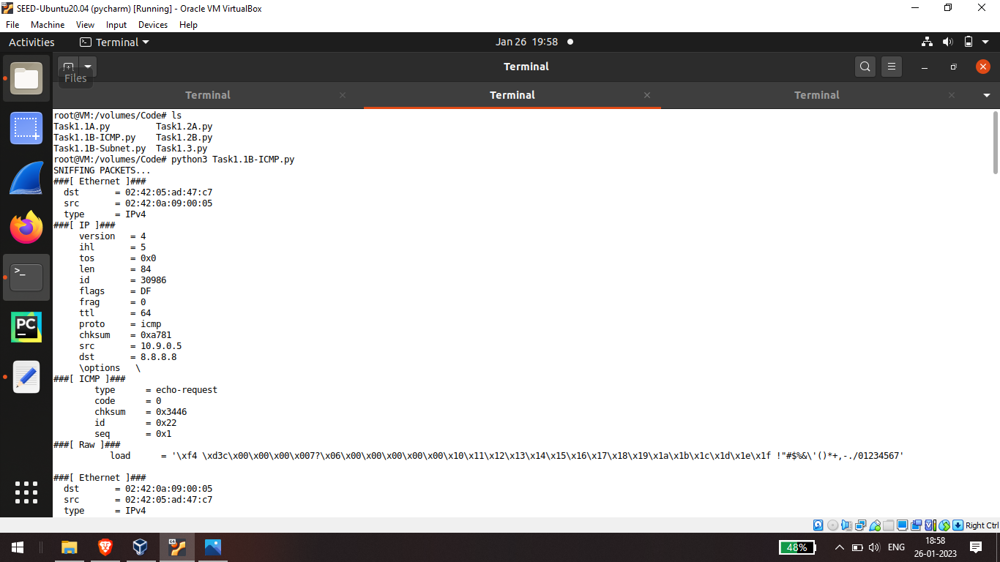 SEED-Ubuntu20.04 (pycharm) [Running] - Oracle VM VirtualBox
File Machine View Input Devices Help
Activities Terminal Jan 26 19:58
Terminal
Files
Terminal Terminal Terminal
root@VM:/volumes/Code# ls
Task1.1A.py Task1.2A.py
Task1.1B-ICMP.py Task1.2B.py
Task1.1B-Subnet.py Task1.3.py
root@VM:/volumes/Code# python3 Task1.1B-ICMP.py
SNIFFING PACKETS...
###[ Ethernet ]###
  dst       = 02:42:05:ad:47:c7
  src       = 02:42:0a:09:00:05
  type      = IPv4
###[ IP ]###
     version   = 4
     ihl       = 5
     tos       = 0x0
     len       = 84
     id        = 30986
     flags     = DF
     frag      = 0
     ttl       = 64
     proto     = icmp
     chksum    = 0xa781
     src       = 10.9.0.5
     dst       = 8.8.8.8
     \options   \
###[ ICMP ]###
        type      = echo-request
        code      = 0
        chksum    = 0x3446
        id        = 0x22
        seq       = 0x1
###[ Raw ]###
           load      = '\xf4 \xd3c\x00\x00\x00\x007?\x06\x00\x00\x00\x00\x00\x10\x11\x12\x13\x14\x15\x16\x17\x18\x19\x1a\x1b\x1c\x1d\x1e\x1f !"#$%&\'()*+,-./01234567'
###[ Ethernet ]###
  dst       = 02:42:0a:09:00:05
  src       = 02:42:05:ad:47:c7
  type      = IPv4
>_
PC
Right Ctrl
64
48% ENG 18:58
26-01-2023